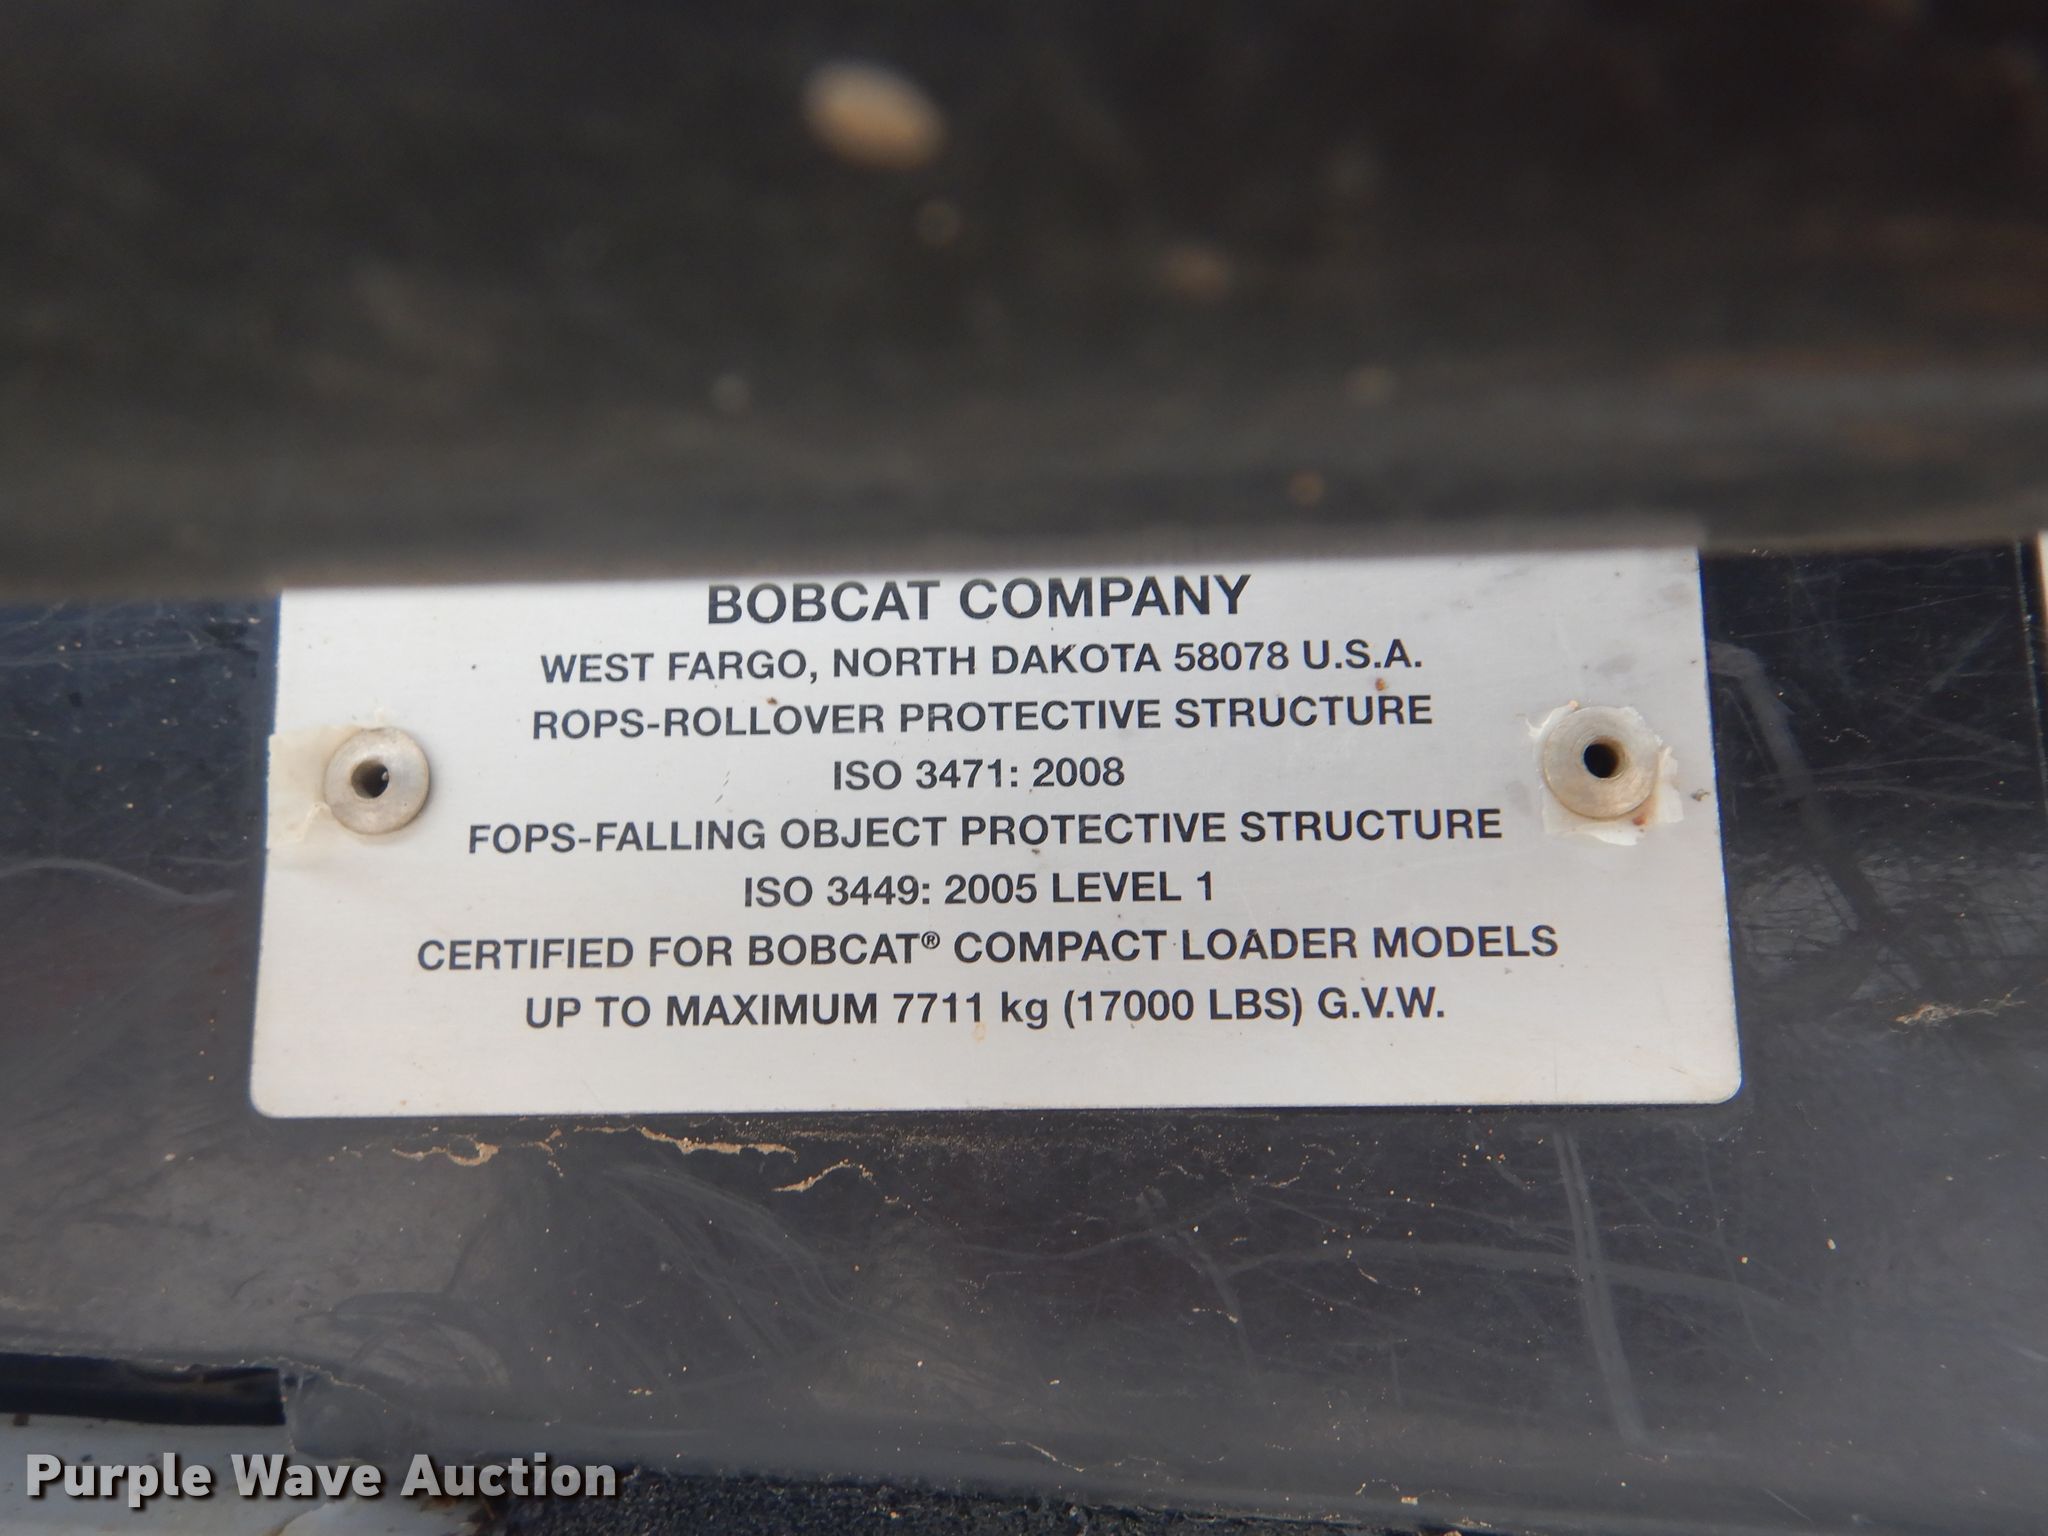 BOBCAT COMPANY
WEST FARGO, NORTH DAKOTA 58078 U.S.A.
ROPS-ROLLOVER PROTECTIVE STRUCTURE
ISO 3471: 2008
FOPS-FALLING OBJECT PROTECTIVE STRUCTURE
ISO 3449: 2005 LEVEL 1
CERTIFIED FOR BOBCAT® COMPACT LOADER MODELS
UP TO MAXIMUM 7711 kg (17000 LBS) G.V.W.
Purple Wave Auction